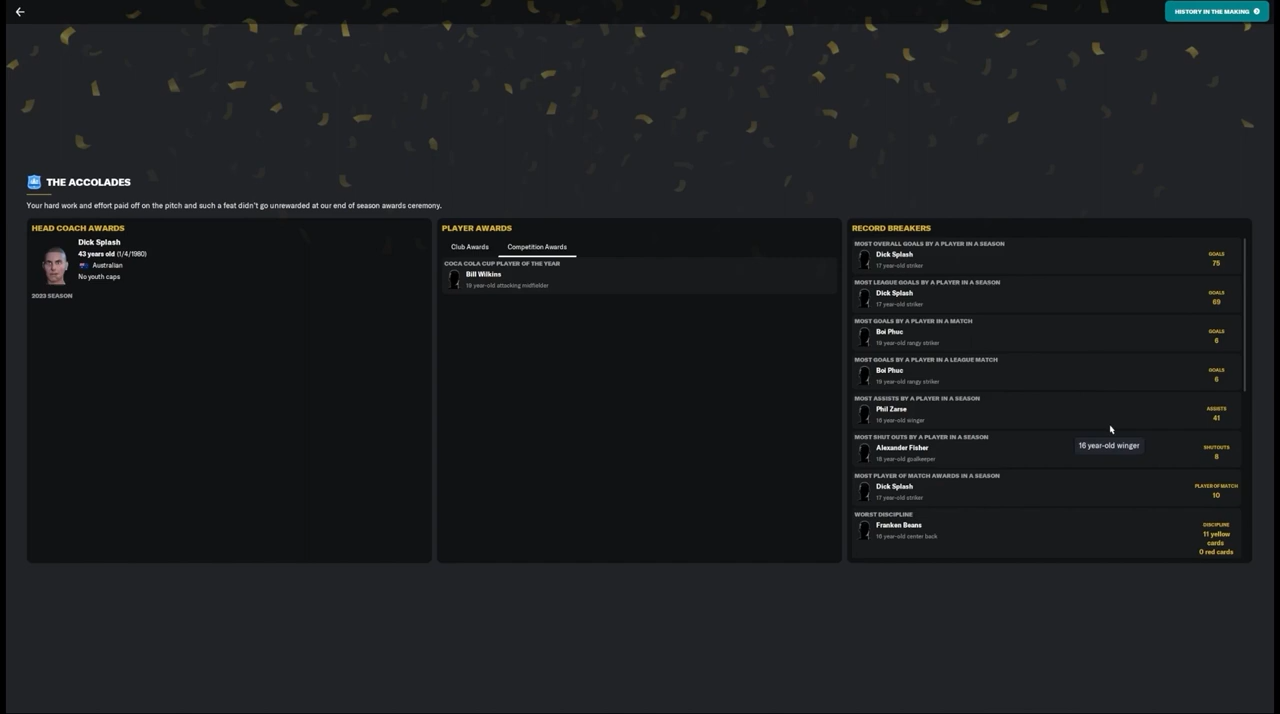 HISTORY IN THE MAKING
THE ACCOLADES
Your hard work and effort paid off on the pitch and such a feat didn't go unrewarded at our end of season awards ceremony.
HEAD COACH AWARDS
Dick Splash
43 years old (1/4/1980)
Australian
No youth caps
2023 SEASON
PLAYER AWARDS
Club Awards Competition Awards
COCA COLA CUP PLAYER OF THE YEAR
Bill Wilkins
19 year-old attacking midfielder
RECORD BREAKERS
MOST OVERALL GOALS BY A PLAYER IN A SEASON
Dick Splash
17 year-old striker
GOALS
75
MOST LEAGUE GOALS BY A PLAYER IN A SEASON
Dick Splash
17 year-old striker
GOALS
69
MOST GOALS BY A PLAYER IN A MATCH
Boi Phuc
19 year-old rangy striker
GOALS
6
MOST GOALS BY A PLAYER IN A LEAGUE MATCH
Boi Phuc
19 year-old rangy striker
GOALS
6
MOST ASSISTS BY A PLAYER IN A SEASON
Phil Zarse
16 year-old winger
ASSISTS
41
16 year-old winger
MOST SHUT OUTS BY A PLAYER IN A SEASON
Alexander Fisher
18 year-old goalkeeper
SHUTOUTS
8
MOST PLAYER OF MATCH AWARDS IN A SEASON
Dick Splash
17 year-old striker
PLAYER OF MATCH
10
WORST DISCIPLINE
Franken Beans
16 year-old center back
DISCIPLINE
11 yellow
cards
0 red cards